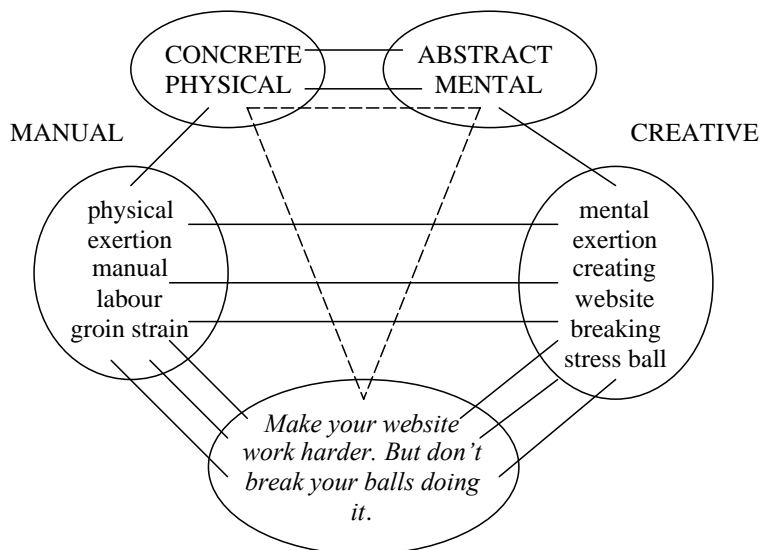 CONCRETE
PHYSICAL
ABSTRACT
MENTAL
MANUAL
CREATIVE
physical
exertion
manual
labour
groin strain
mental
exertion
creating
website
breaking
stress ball
Make your website
work harder. But don’t
break your balls doing
it.